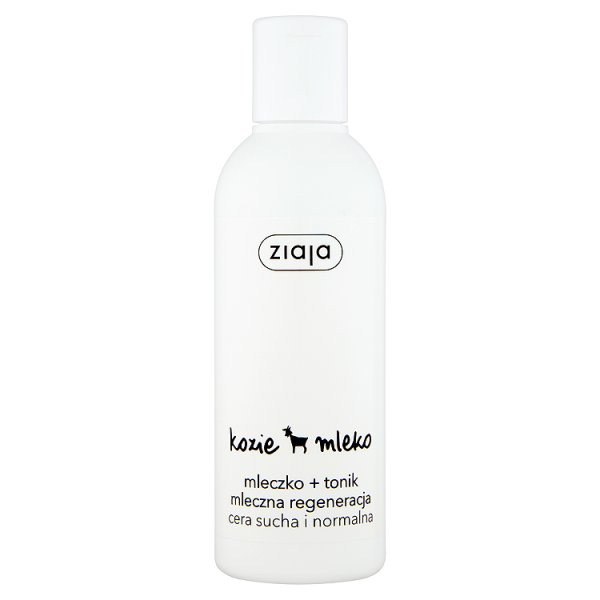 ziaja
kozie mleko
mleczko + tonik
mleczna regeneracja
cera sucha i normalna